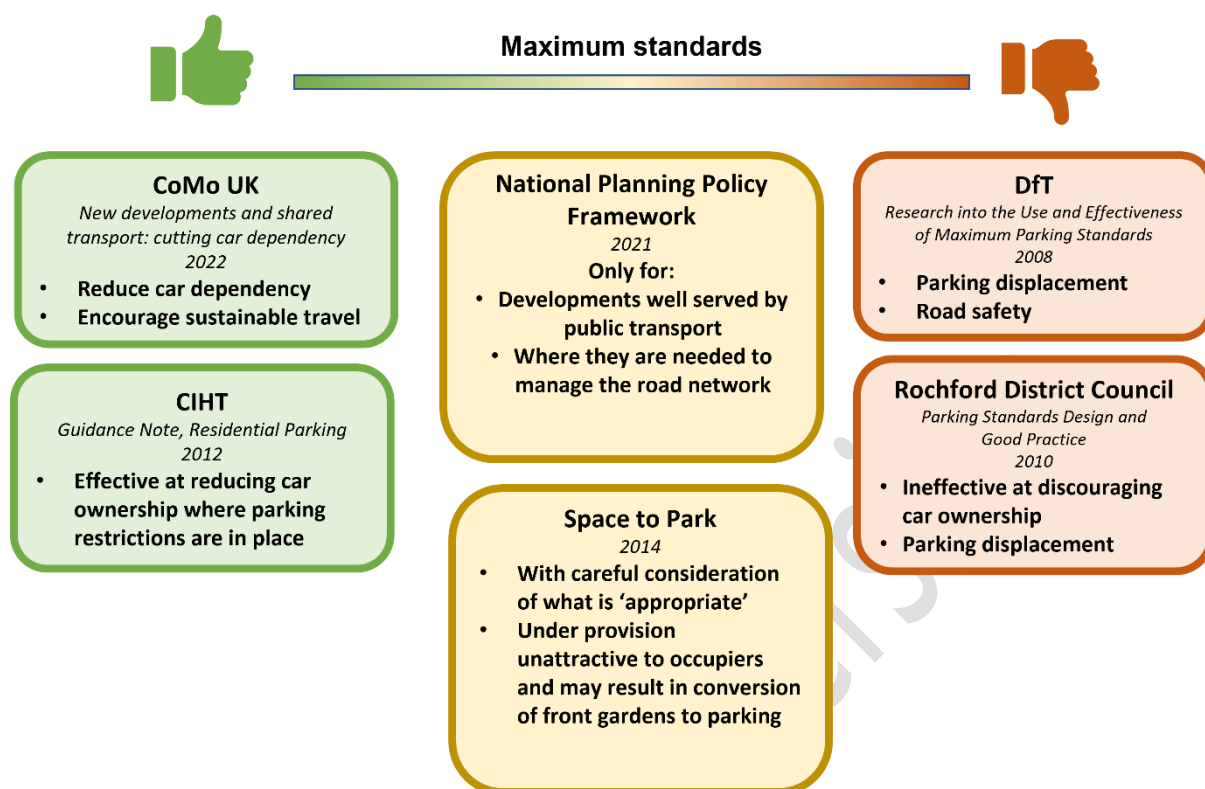 Maximum standards
CoMo UK
New developments and shared
transport: cutting car dependency
2022
• Reduce car dependency
• Encourage sustainable travel
CIHT
Guidance Note, Residential Parking
2012
• Effective at reducing car
ownership where parking
restrictions are in place
National Planning Policy
Framework
2021
Only for:
• Developments well served by
public transport
• Where they are needed to
manage the road network
Space to Park
2014
• With careful consideration
of what is ‘appropriate’
• Under provision
unattractive to occupiers
and may result in conversion
of front gardens to parking
DfT
Research into the Use and Effectiveness
of Maximum Parking Standards
2008
• Parking displacement
• Road safety
Rochford District Council
Parking Standards Design and
Good Practice
2010
• Ineffective at discouraging
car ownership
• Parking displacement